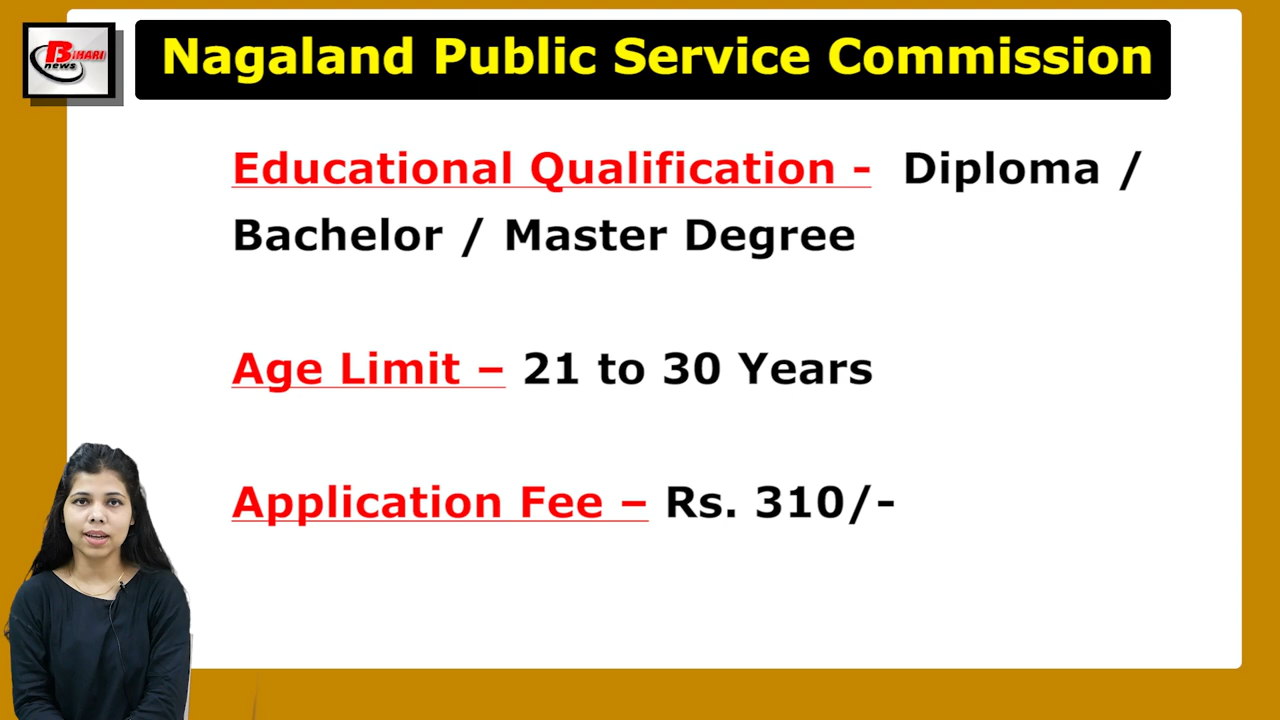 BIHARI
news
Nagaland Public Service Commission
Educational Qualification - Diploma /
Bachelor / Master Degree
Age Limit – 21 to 30 Years
Application Fee – Rs. 310/-